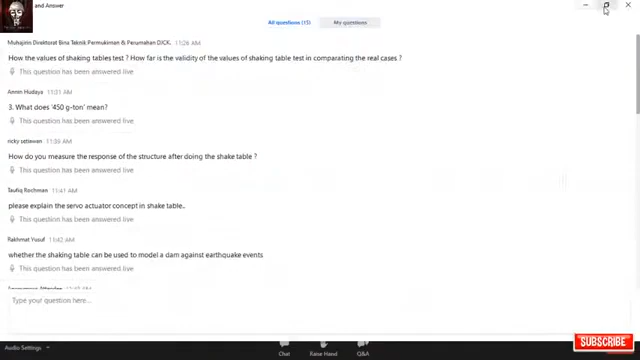 and Answer
All questions (15) My questions
Muhajirin Direktorat Bina Teknik Permukiman & Perumahan DJCK. 11:26 AM
How the values of shaking tables test ? How far is the validity of the values of shaking table test in comparating the real cases ?
This question has been answered live
Annin Hudaya 11:31 AM
3. What does '450 g-ton' mean?
This question has been answered live
ricky setiawan
How do you measure the response of the structure after doing the shake table ?
This question has been answered live
Taufiq Rochman 11:41 AM
please explain the servo actuator concept in shake table..
This question has been answered live
Rakhmat Yusuf 11:42 AM
whether the shaking table can be used to model a dam against earthquake events
This question has been answered live
Type your question here...
Audio Settings
Chat Raise Hand Q&A
SUBSCRIBE